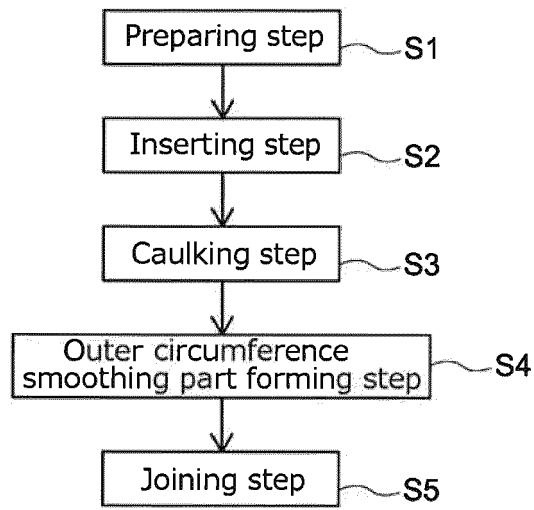 Preparing step
S1
Inserting step
S2
Caulking step
S3
Outer circumference
smoothing part forming step
S4
Joining step
S5